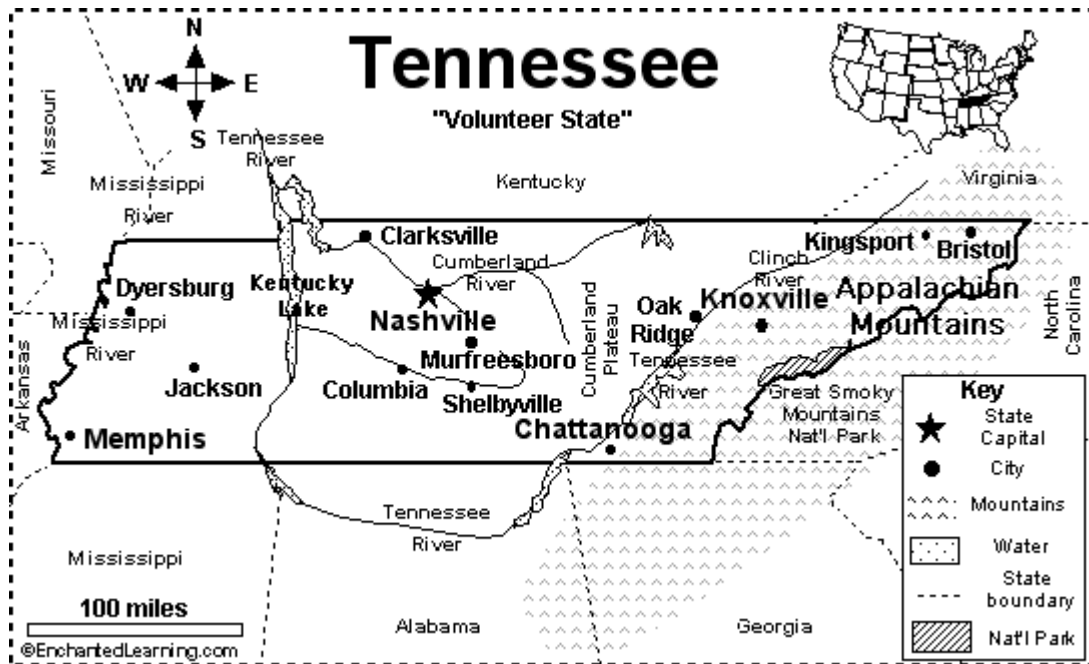 Tennessee
"Volunteer State"
N
W
E
S
Missouri
Tennessee
River
Mississippi
River
Kentucky
Virginia
Clarksville
Kingsport
Bristol
Cumberland
River
Clinch
River
Dyersburg
Kentucky
Lake
Nashville
Oak
Ridge
Knoxville
Appalachian
Mountains
North
Carolina
Mississippi
River
Arkansas
Murfreesboro
Cumberland
Plateau
Tennessee
River
Jackson
Columbia
Shelbyville
Great Smoky
Mountains
Nat'l Park
Memphis
Chattanooga
Tennessee
River
Mississippi
Alabama
Georgia
100 miles
©EnchantedLearning.com
Key
State
Capital
City
Mountains
Water
State
boundary
Nat'l Park